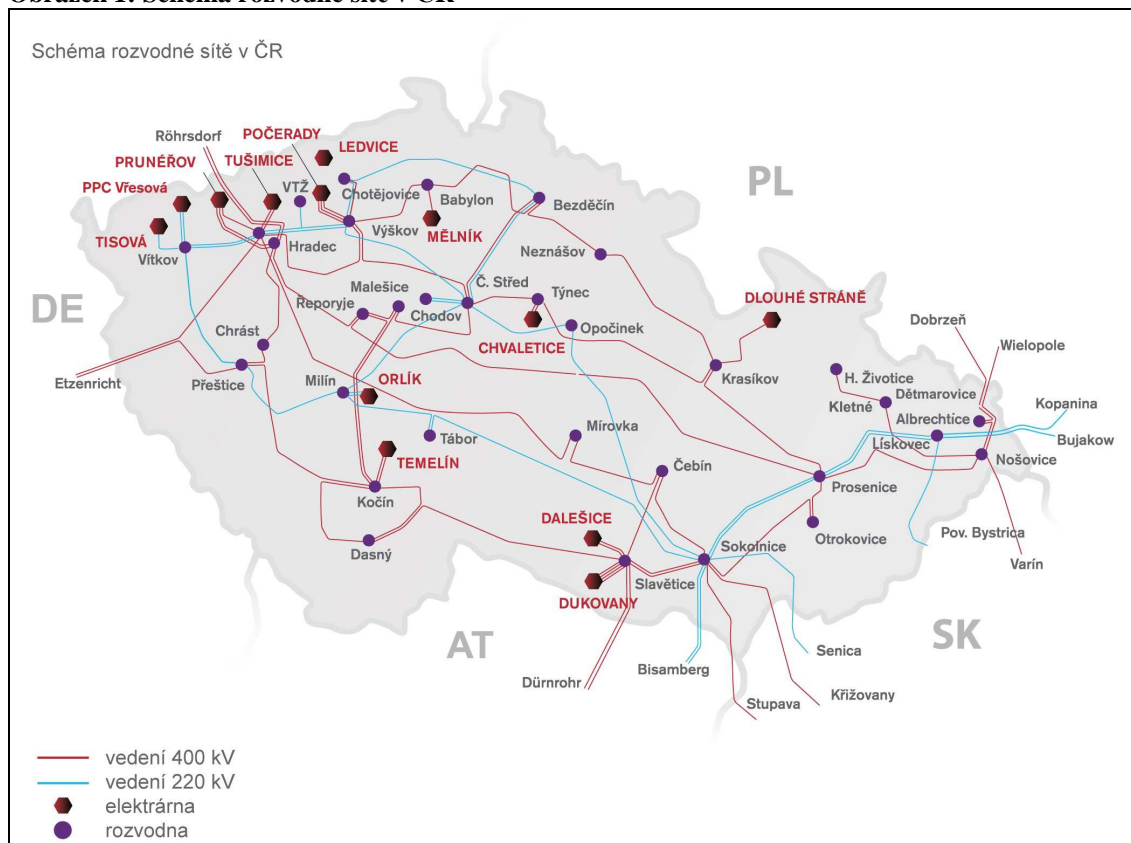 Obrázek 1: Schéma rozvodné sítě v ČR
Schéma rozvodné sítě v ČR
Röhrsdorf
POČERADY
LEDVICE
PRUNÉŘOV
TUŠIMICE
PPC Vřesová
VTŽ
Chotějovice
Babylon
Bezděčín
PL
TISOVÁ
Vítkov
Hradec
Výškov
MĚLNÍK
Neznášov
DE
Malešice
Č. Střed
Týnec
DLOUHÉ STRÁNĚ
Reporyje
Chodov
Opočinek
Dobrzeň
Chrást
CHVALETICE
Wielopole
Etzenricht
Přeštice
Milín
ORLÍK
Krasíkov
H. Životice
Dětmarovice
Kletné
Albrechtíce
Kopanina
Tábor
Mírovka
Lískovec
Bujakow
TEMELÍN
Čebín
Nošovice
Kočín
Prosenice
DALEŠICE
Dasný
Sokolnice
Otrokovice
Pov. Bystrica
Varín
Slavětice
DUKOVANY
AT
SK
Senica
Bisamberg
Dürnrohr
Křižovany
Stupava
vedení 400 kV
vedení 220 kV
elektrárna
rozvodna